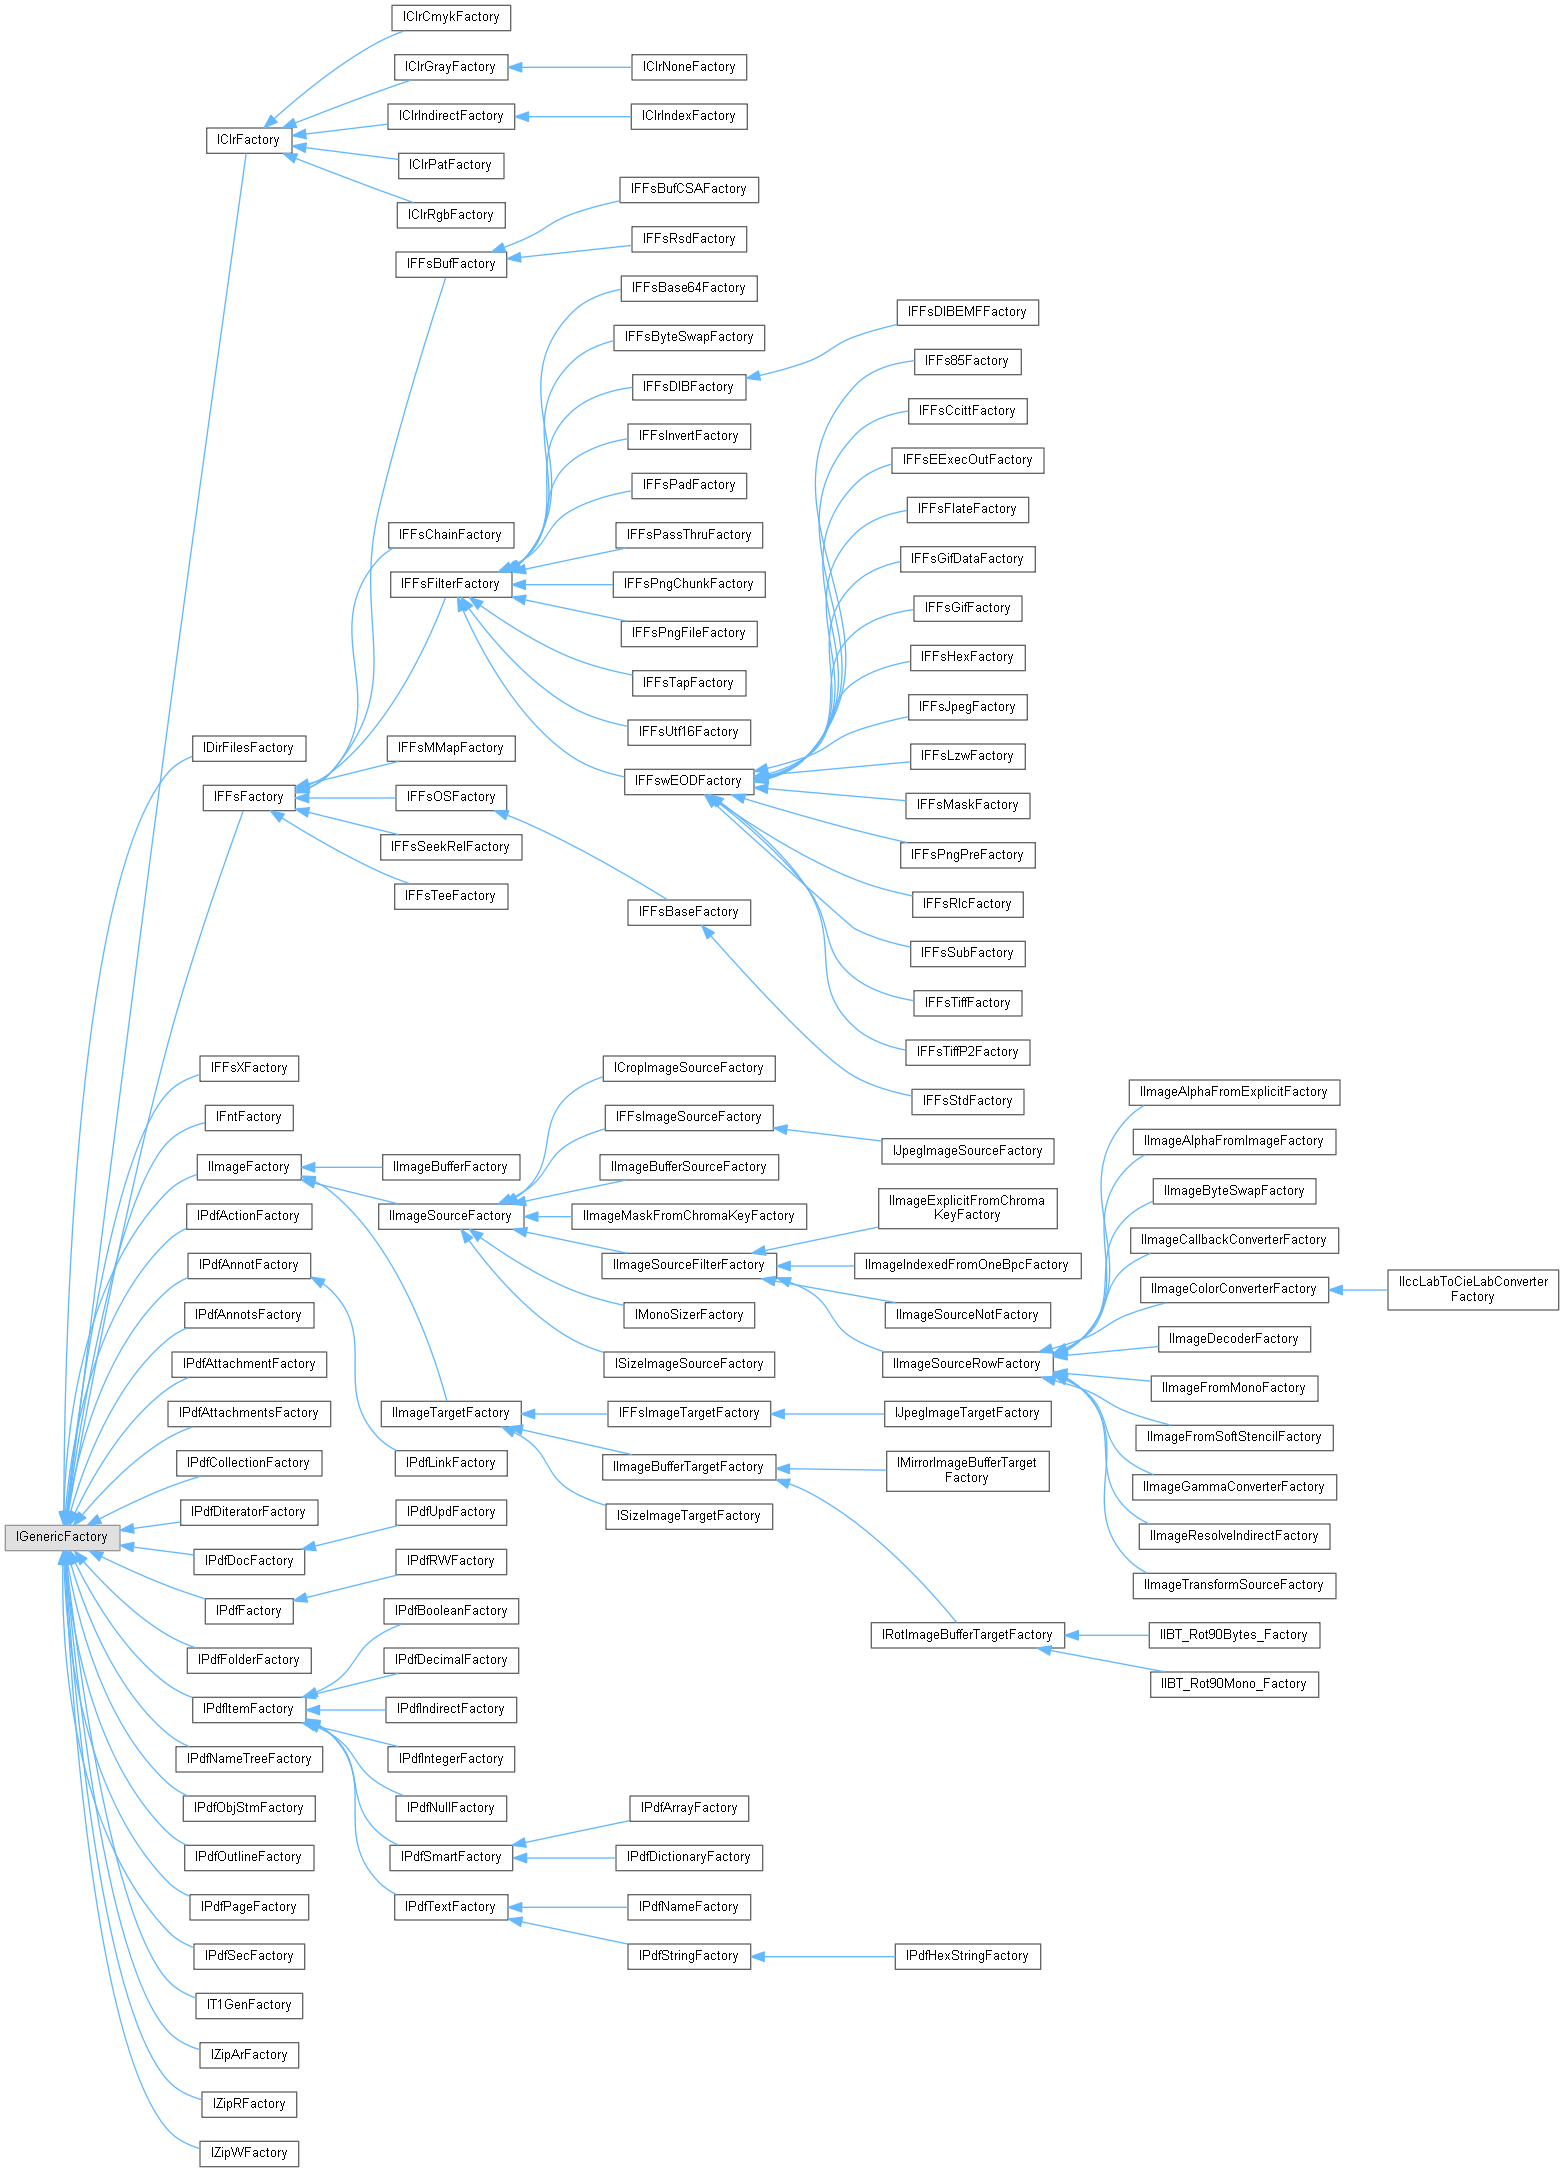 IClrCmykFactory
IClrGrayFactory
IClrNoneFactory
IClrIndirectFactory
IClrIndexFactory
IClrFactory
IClrPatFactory
IFFsBufCSAFactory
IClrRgbFactory
IFFsRsdFactory
IFFsBufFactory
IFFsBase64Factory
IFFsDIBEMFFactory
IFFsByteSwapFactory
IFFs85Factory
IFFsDIBFactory
IFFsCcittFactory
IFFsInvertFactory
IFFsEExecOutFactory
IFFsPadFactory
IFFsFlateFactory
IFFsChainFactory
IFFsPassThruFactory
IFFsGifDataFactory
IFFsFilterFactory
IFFsPngChunkFactory
IFFsGifFactory
IFFsPngFileFactory
IFFsHexFactory
IFFsTapFactory
IFFsJpegFactory
IFFsUtf16Factory
IDirFilesFactory
IFFsMMapFactory
IFFsLzwFactory
IFFswEODFactory
IFFsFactory
IFFsOSFactory
IFFsMaskFactory
IFFsSeekRelFactory
IFFsPngPreFactory
IFFsTeeFactory
IFFsRlcFactory
IFFsBaseFactory
IFFsSubFactory
IFFsTiffFactory
IFFsTiffP2Factory
IFFsXFactory
ICropImageSourceFactory
IImageAlphaFromExplicitFactory
IFFsStdFactory
IFntFactory
IFFsImageSourceFactory
IImageAlphaFromImageFactory
IJpegImageSourceFactory
IImageFactory
IImageBufferFactory
IImageBufferSourceFactory
IImageByteSwapFactory
IImageExplicitFromChroma
KeyFactory
IPdfActionFactory
IImageSourceFactory
IImageMaskFromChromaKeyFactory
IImageCallbackConverterFactory
IPdfAnnotFactory
IImageSourceFilterFactory
IImageIndexedFromOneBpcFactory
IImageColorConverterFactory
IIccLabToCieLabConverter
Factory
IPdfAnnotsFactory
IMonoSizerFactory
IImageSourceNotFactory
IImageDecoderFactory
IPdfAttachmentFactory
ISizeImageSourceFactory
IImageSourceRowFactory
IImageFromMonoFactory
IPdfAttachmentsFactory
IImageTargetFactory
IFFsImageTargetFactory
IJpegImageTargetFactory
IImageFromSoftStencilFactory
IPdfCollectionFactory
IPdfLinkFactory
IImageBufferTargetFactory
IMirrorImageBufferTarget
Factory
IImageGammaConverterFactory
IPdfDiteratorFactory
IPdfUpdFactory
ISizeImageTargetFactory
IGenericFactory
IImageResolveIndirectFactory
IPdfDocFactory
IPdfRWFactory
IImageTransformSourceFactory
IPdfFactory
IPdfBooleanFactory
IRotImageBufferTargetFactory
IIBT_Rot90Bytes_Factory
IPdfFolderFactory
IPdfDecimalFactory
IIBT_Rot90Mono_Factory
IPdfItemFactory
IPdfIndirectFactory
IPdfNameTreeFactory
IPdfIntegerFactory
IPdfObjStmFactory
IPdfNullFactory
IPdfArrayFactory
IPdfOutlineFactory
IPdfSmartFactory
IPdfDictionaryFactory
IPdfPageFactory
IPdfTextFactory
IPdfNameFactory
IPdfSecFactory
IPdfStringFactory
IPdfHexStringFactory
IT1GenFactory
IZipArFactory
IZipRFactory
IZipWFactory